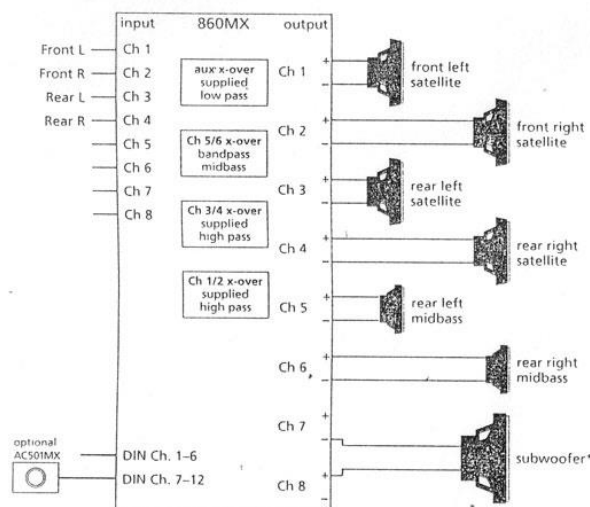 input 860MX output
Front L Ch 1
Front R Ch 2
Rear L Ch 3
Rear R Ch 4
Ch 5
Ch 6
Ch 7
Ch 8
aux x-over
supplied
low pass
Ch 5/6 x-over
bandpass
midbass
Ch 3/4 x-over
supplied
high pass
Ch 1/2 x-over
supplied
high pass
optional
AC501MX
DIN Ch. 1–6
DIN Ch. 7–12
Ch 1 + –
front left
satellite
Ch 2 + –
front right
satellite
Ch 3 + –
rear left
satellite
Ch 4 + –
rear right
satellite
Ch 5 + –
rear left
midbass
Ch 6 + –
rear right
midbass
Ch 7 + –
subwoofer*
Ch 8 + –